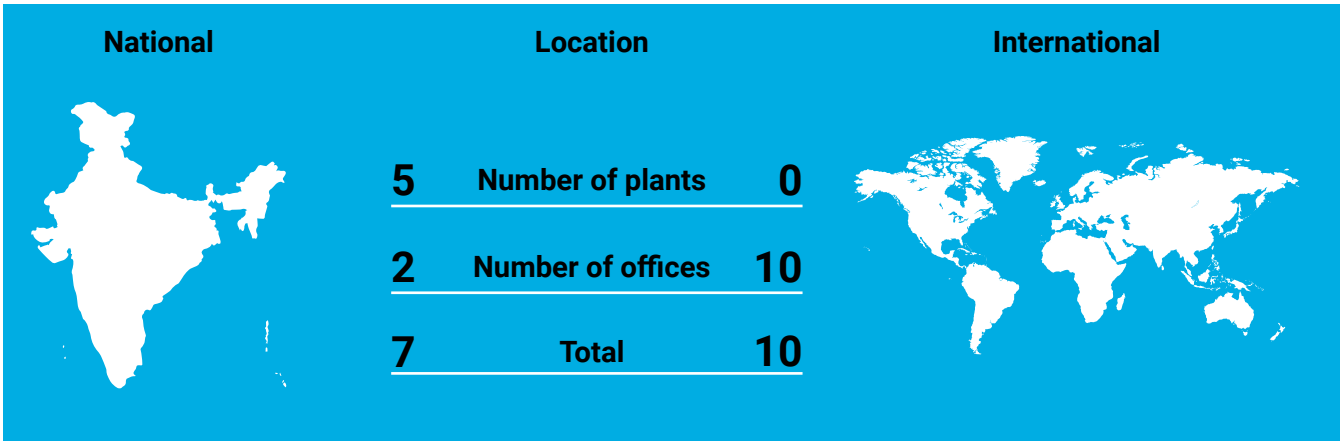 National Location International
5 Number of plants 0
2 Number of offices 10
7 Total 10